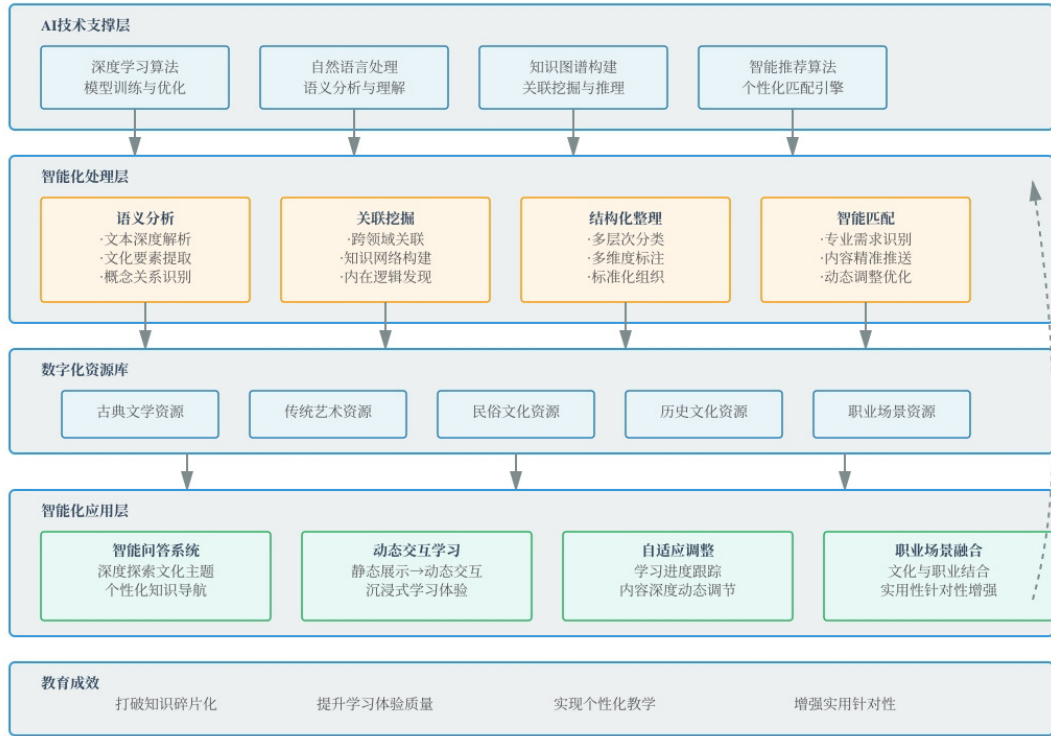 AI技术支撑层
深度学习算法
模型训练与优化
自然语言处理
语义分析与理解
知识图谱构建
关联挖掘与推理
智能推荐算法
个性化匹配引擎
智能化处理层
语义分析
·文本深度解析
·文化要素提取
·概念关系识别
关联挖掘
·跨领域关联
·知识网络构建
·内在逻辑发现
结构化整理
·多层次分类
·多维度标注
·标准化组织
智能匹配
·专业需求识别
·内容精准推送
·动态调整优化
数字化资源库
古典文学资源
传统艺术资源
民俗文化资源
历史文化资源
职业场景资源
智能化应用层
智能问答系统
深度探索文化主题
个性化知识导航
动态交互学习
静态展示→动态交互
沉浸式学习体验
自适应调整
学习进度跟踪
内容深度动态调节
职业场景融合
文化与职业结合
实用性针对性增强
教育成效
打破知识碎片化
提升学习体验质量
实现个性化教学
增强实用针对性